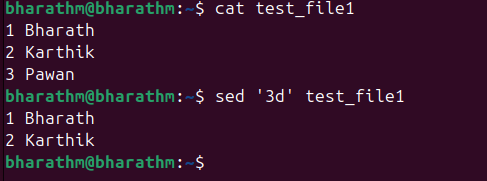 bharathm@bharathm:~$ cat test_file1
1 Bharath
2 Karthik
3 Pawan
bharathm@bharathm:~$ sed '3d' test_file1
1 Bharath
2 Karthik
bharathm@bharathm:~$